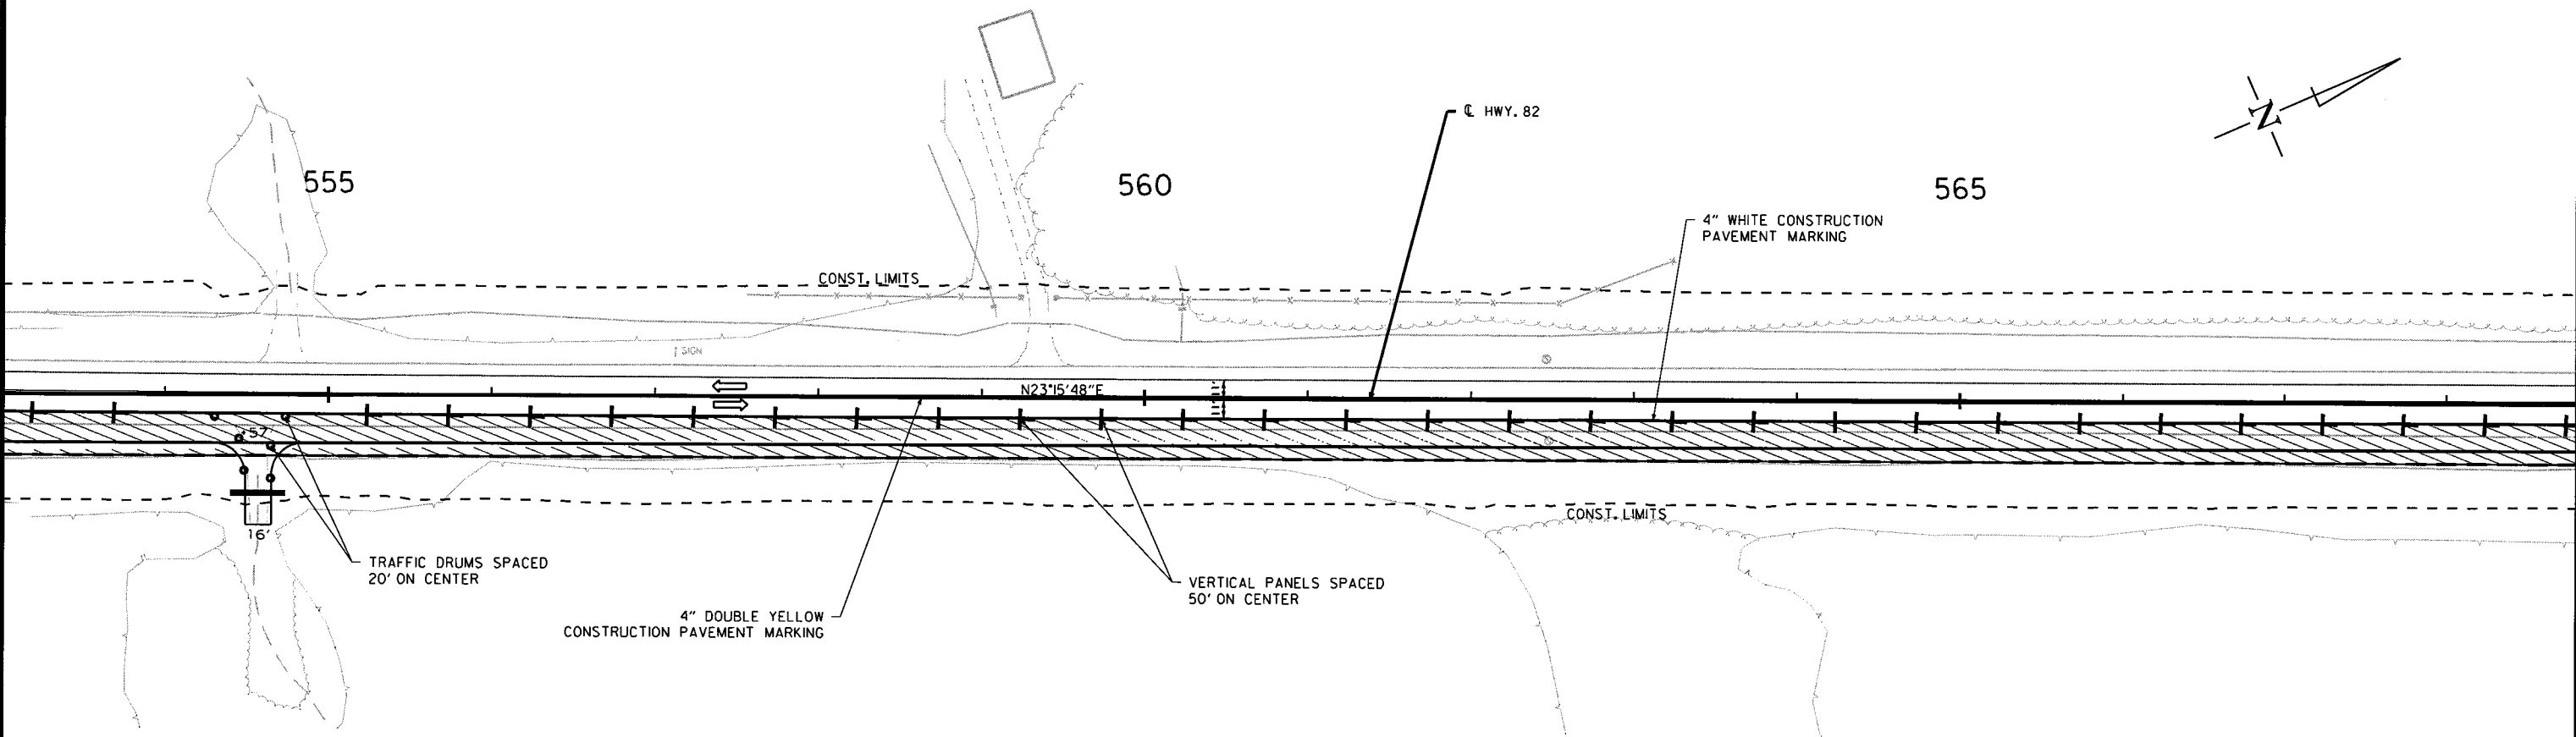 ℄ HWY. 82
N
555
560
565
4" WHITE CONSTRUCTION
PAVEMENT MARKING
CONST. LIMITS
SIGN
N23°15'48"E
11'
11'
+57
CONST. LIMITS
16'
TRAFFIC DRUMS SPACED
20' ON CENTER
VERTICAL PANELS SPACED
50' ON CENTER
4" DOUBLE YELLOW
CONSTRUCTION PAVEMENT MARKING